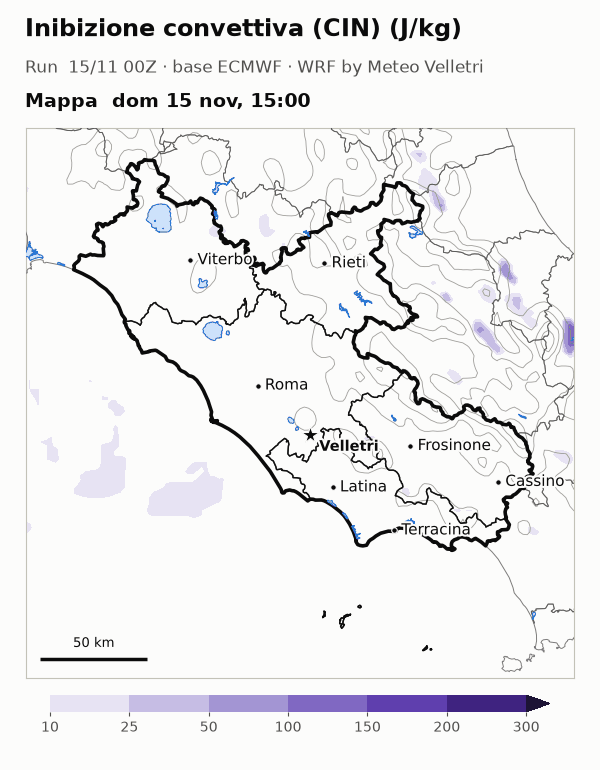 Inibizione convettiva (CIN) (J/kg)
Run 15/11 00Z · base ECMWF · WRF by Meteo Velletri
Mappa dom 15 nov, 15:00
Viterbo
Rieti
Roma
Velletri
Frosinone
Latina
Cassino
Terracina
50 km
10 25 50 100 150 200 300